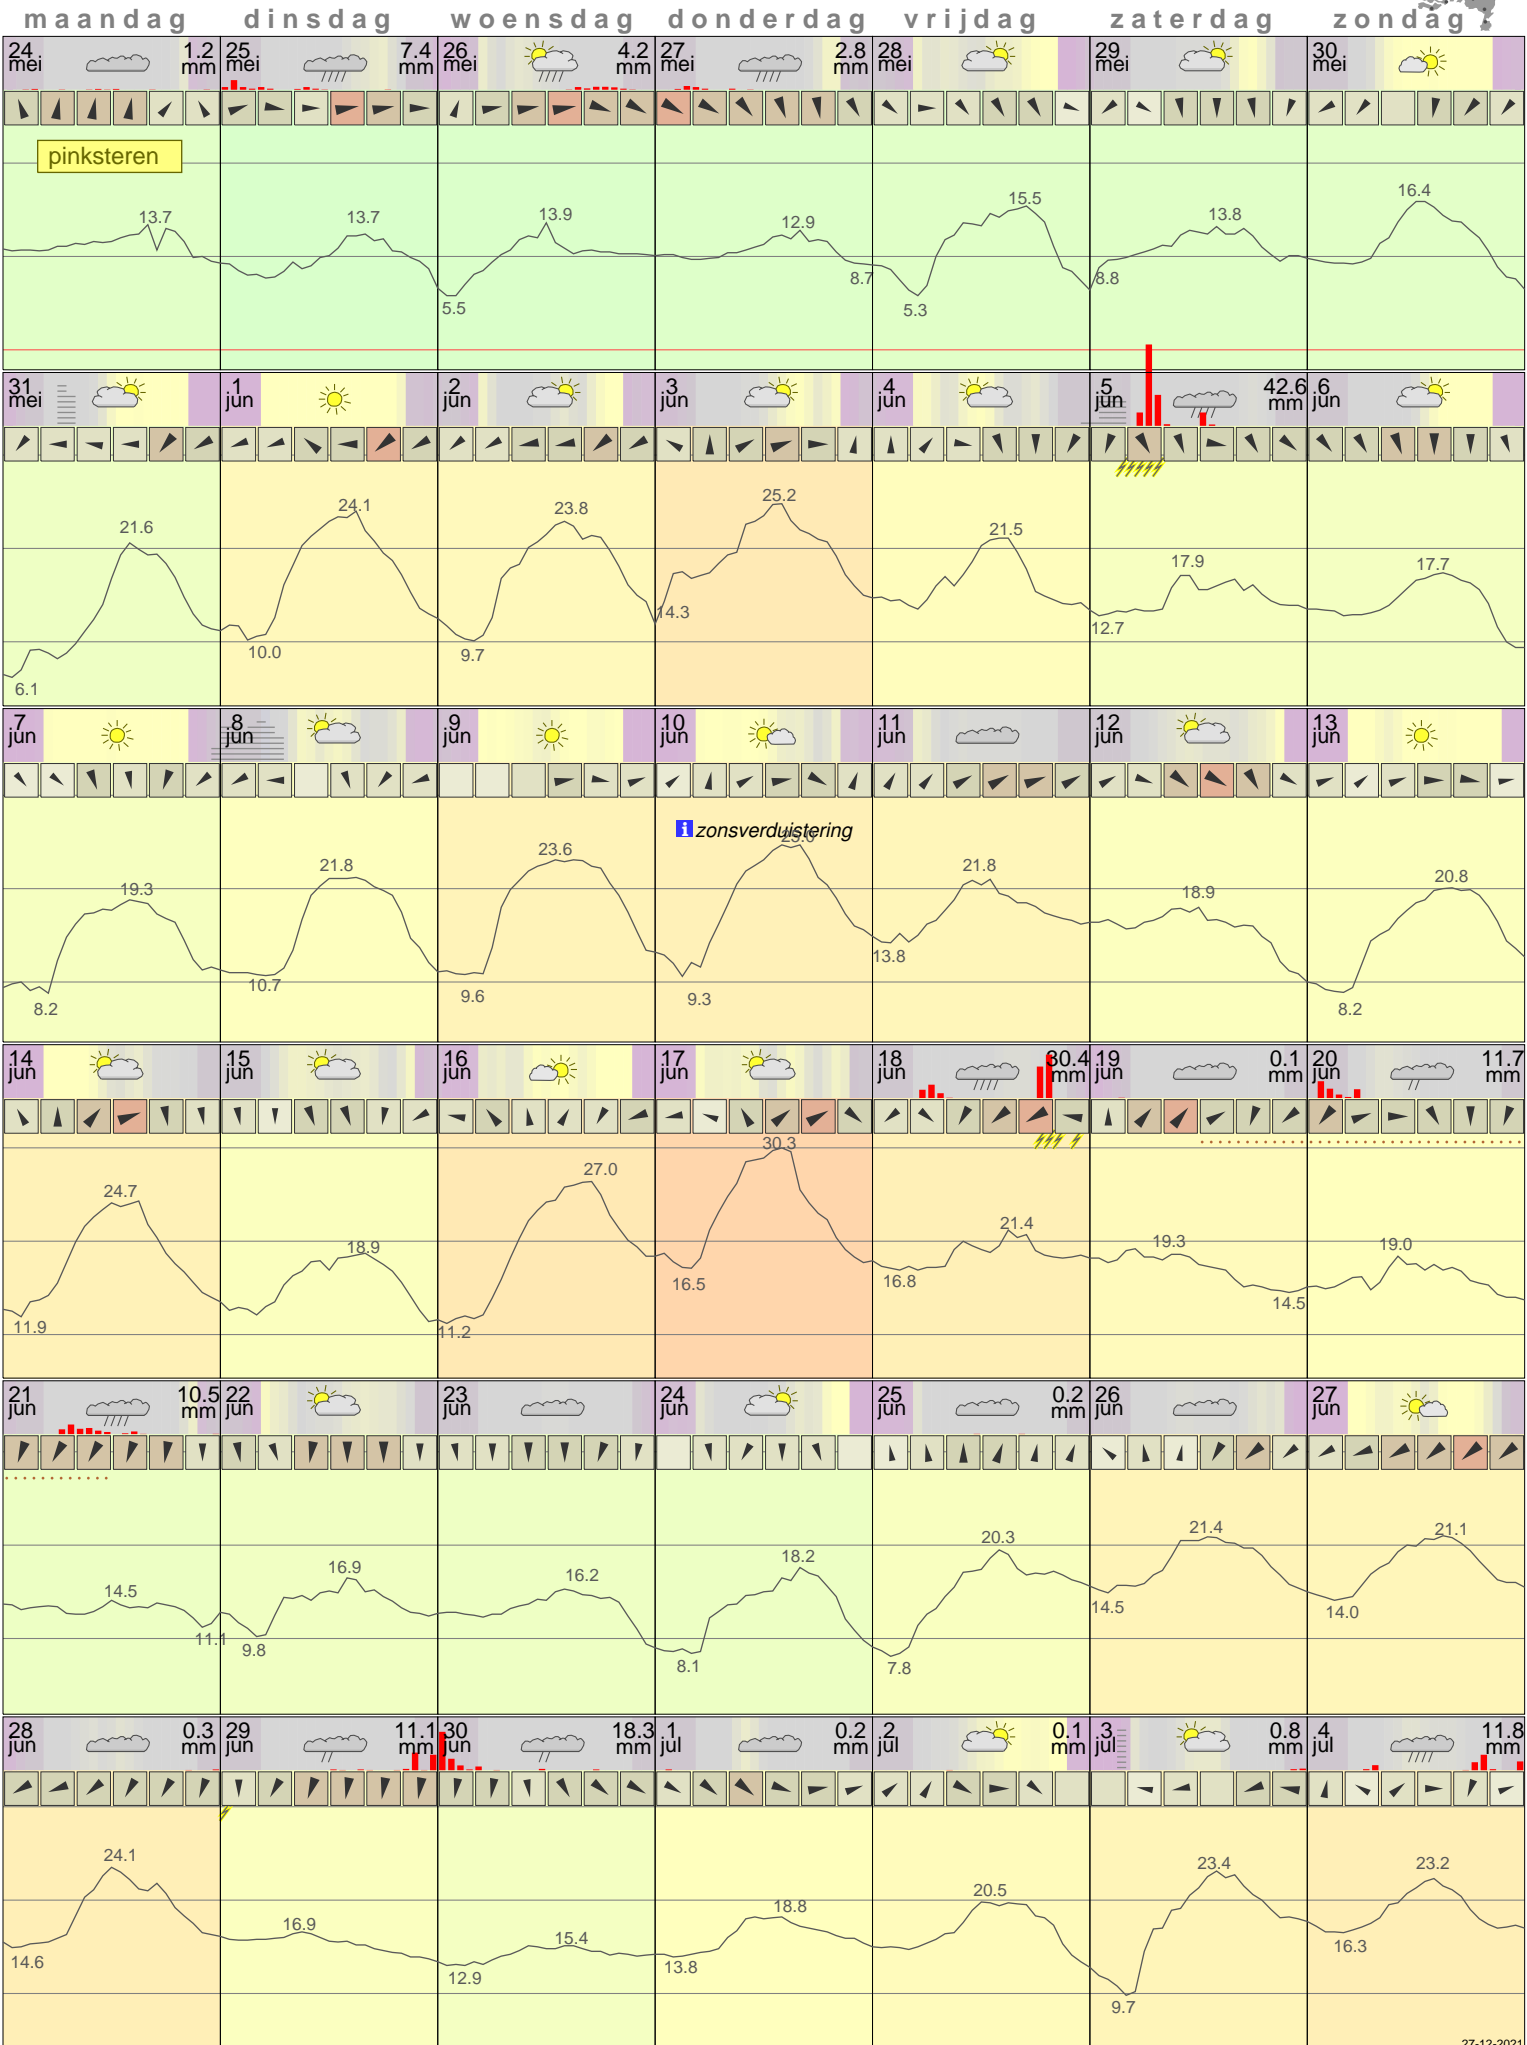 maandag dinsdag woensdag donderdag vrijdag zaterdag zondag
24 mei 1.2 mm 25 mei 7.4 mm 26 mei 4.2 mm 27 mei 2.8 mm 28 mei 29 mei 30 mei
pinksteren
13.7 13.7 5.5 13.9 12.9 8.7 5.3 15.5 8.8 13.8 16.4
31 mei 1 jun 2 jun 3 jun 4 jun 5 jun 42.6 mm 6 jun
6.1 21.6 10.0 24.1 9.7 23.8 14.3 25.2 21.5 12.7 17.9 17.7
7 jun 8 jun 9 jun 10 jun 11 jun 12 jun 13 jun
i zonsverduistering
8.2 19.3 10.7 21.8 9.6 23.6 9.3 25.0 13.8 21.8 18.9 8.2 20.8
14 jun 15 jun 16 jun 17 jun 18 jun 30.4 mm 19 jun 0.1 mm 20 jun 11.7 mm
11.9 24.7 18.9 11.2 27.0 16.5 30.3 16.8 21.4 19.3 14.5 19.0
21 jun 10.5 mm 22 jun 23 jun 24 jun 25 jun 0.2 mm 26 jun 27 jun
14.5 11.1 9.8 16.9 16.2 8.1 18.2 7.8 20.3 14.5 21.4 14.0 21.1
28 jun 0.3 mm 29 jun 11.1 mm 30 jun 18.3 mm 1 jul 0.2 mm 2 jul 0.1 mm 3 jul 0.8 mm 4 jul 11.8 mm
14.6 24.1 16.9 12.9 15.4 13.8 18.8 20.5 9.7 23.4 16.3 23.2
27-12-2021